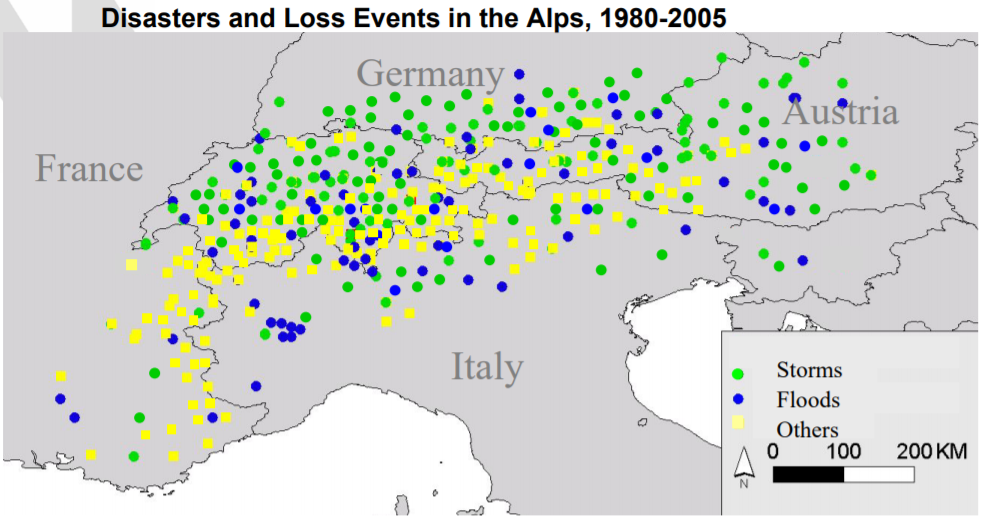 Disasters and Loss Events in the Alps, 1980-2005
Germany
Austria
France
Italy
Storms
Floods
Others
0 100 200 KM
N